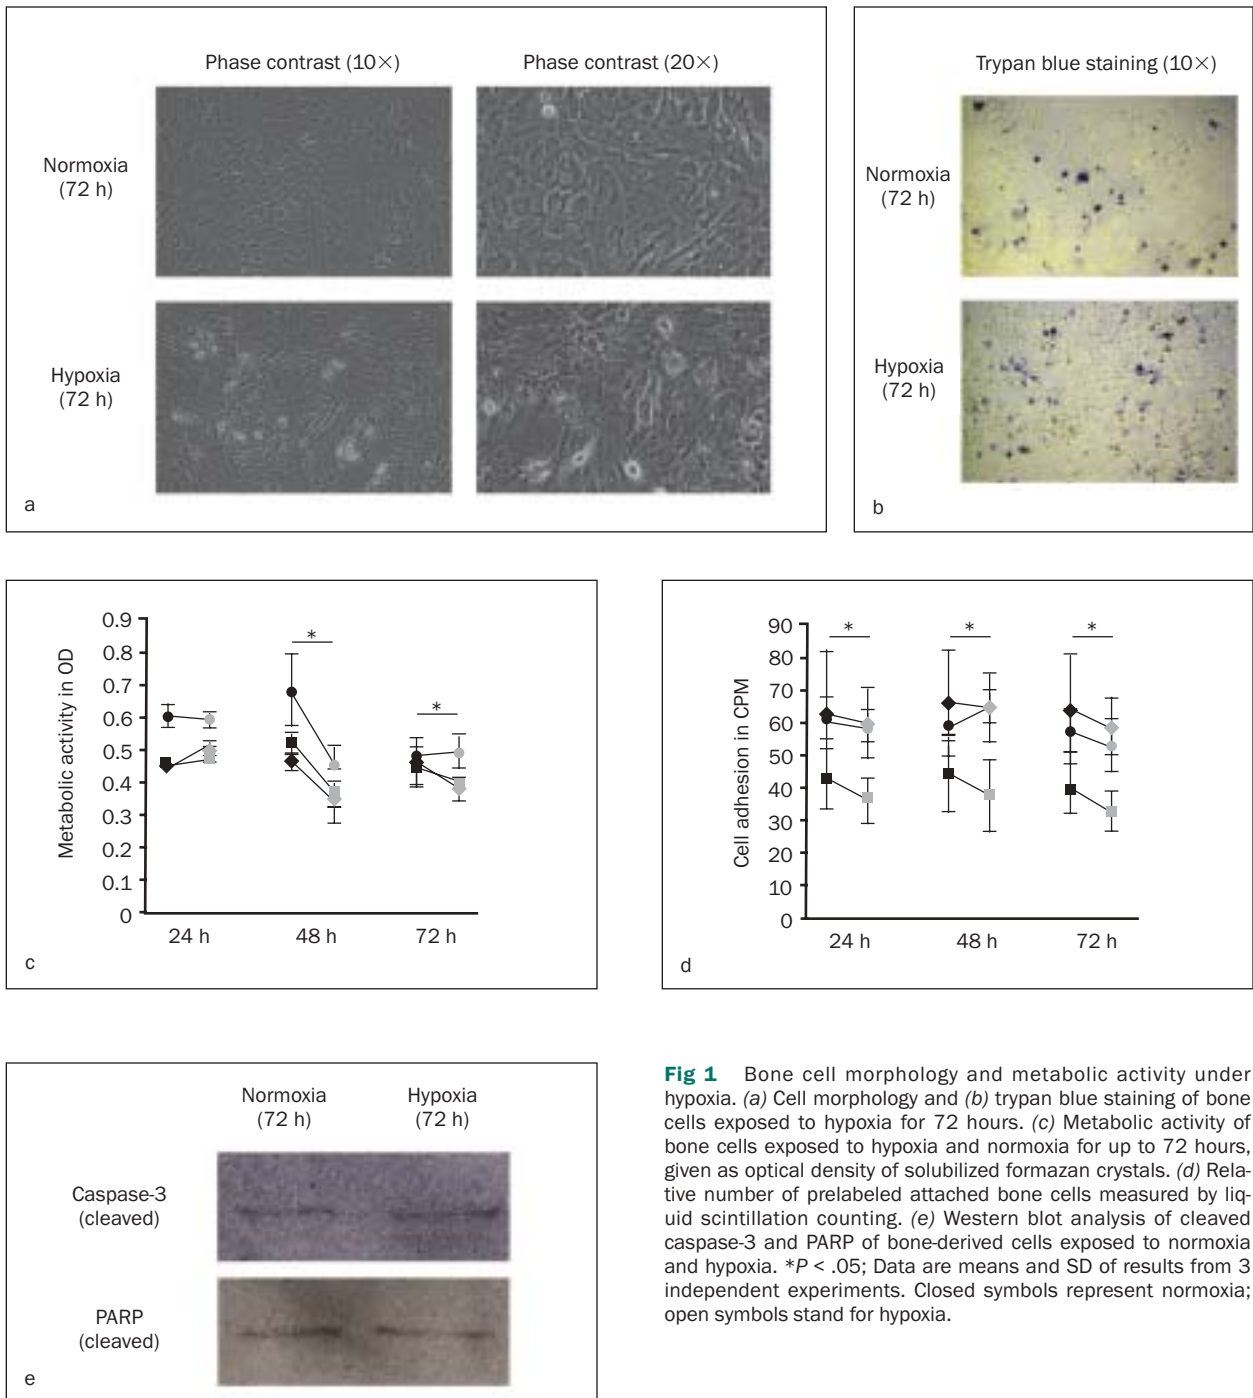 Phase contrast (10×)
Phase contrast (20×)
Normoxia
(72 h)
Hypoxia
(72 h)
a
Trypan blue staining (10×)
Normoxia
(72 h)
Hypoxia
(72 h)
b
Metabolic activity in OD
0.9
0.8
0.7
0.6
0.5
0.4
0.3
0.2
0.1
0
*
*
24 h
48 h
72 h
c
Cell adhesion in CPM
90
80
70
60
50
40
30
20
10
0
*
*
*
24 h
48 h
72 h
d
Normoxia
(72 h)
Hypoxia
(72 h)
Caspase-3
(cleaved)
PARP
(cleaved)
e
Fig 1 Bone cell morphology and metabolic activity under
hypoxia. (a) Cell morphology and (b) trypan blue staining of bone
cells exposed to hypoxia for 72 hours. (c) Metabolic activity of
bone cells exposed to hypoxia and normoxia for up to 72 hours,
given as optical density of solubilized formazan crystals. (d) Rela-
tive number of prelabeled attached bone cells measured by liq-
uid scintillation counting. (e) Western blot analysis of cleaved
caspase-3 and PARP of bone-derived cells exposed to normoxia
and hypoxia. *P < .05; Data are means and SD of results from 3
independent experiments. Closed symbols represent normoxia;
open symbols stand for hypoxia.